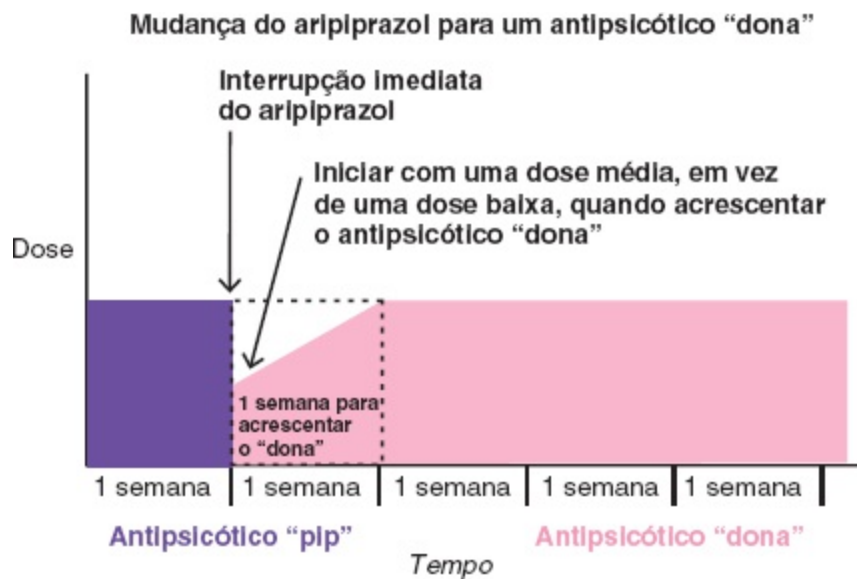 Mudança do aripiprazol para um antipsicótico “dona”
Interrupção imediata
do aripiprazol
Iniciar com uma dose média, em vez
de uma dose baixa, quando acrescentar
o antipsicótico “dona”
Dose
1 semana para
acrescentar
o “dona”
1 semana 1 semana 1 semana 1 semana 1 semana
Antipsicótico “pip” Antipsicótico “dona”
Tempo